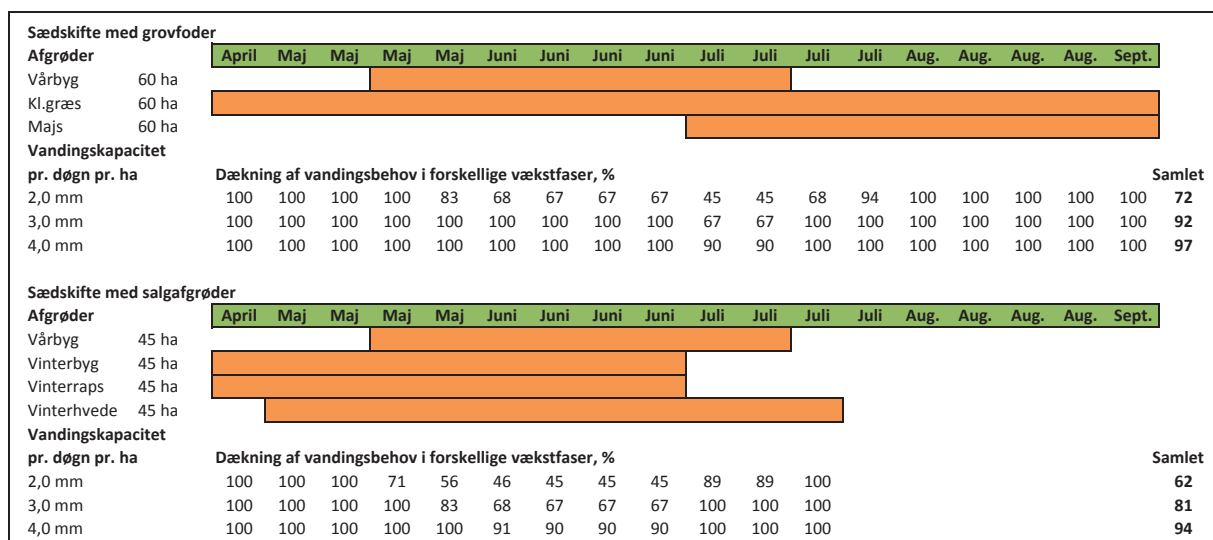 Sædskifte med grovfoder
Afgrøder April Maj Maj Maj Maj Juni Juni Juni Juni Juli Juli Juli Juli Aug. Aug. Aug. Aug. Sept.
Vårbyg 60 ha
Kl.græs 60 ha
Majs 60 ha
Vandingskapacitet
pr. døgn pr. ha Dækning af vandingsbehov i forskellige vækstfaser, % Samlet
2,0 mm 100 100 100 100 83 68 67 67 67 45 45 68 94 100 100 100 100 100 72
3,0 mm 100 100 100 100 100 100 100 100 100 67 67 100 100 100 100 100 100 100 92
4,0 mm 100 100 100 100 100 100 100 100 100 90 90 100 100 100 100 100 100 100 97
Sædskifte med salgafgrøder
Afgrøder April Maj Maj Maj Maj Juni Juni Juni Juni Juli Juli Juli Juli Aug. Aug. Aug. Aug. Sept.
Vårbyg 45 ha
Vinterbyg 45 ha
Vinterraps 45 ha
Vinterhvede 45 ha
Vandingskapacitet
pr. døgn pr. ha Dækning af vandingsbehov i forskellige vækstfaser, % Samlet
2,0 mm 100 100 100 71 56 46 45 45 45 89 89 100 62
3,0 mm 100 100 100 100 83 68 67 67 67 100 100 100 81
4,0 mm 100 100 100 100 100 91 90 90 90 100 100 100 94